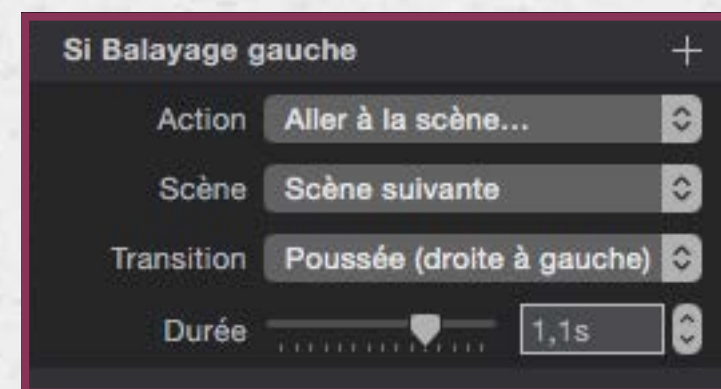 Si Balayage gauche +
Action Aller à la scène...
Scène Scène suivante
Transition Poussée (droite à gauche)
Durée 1,1s